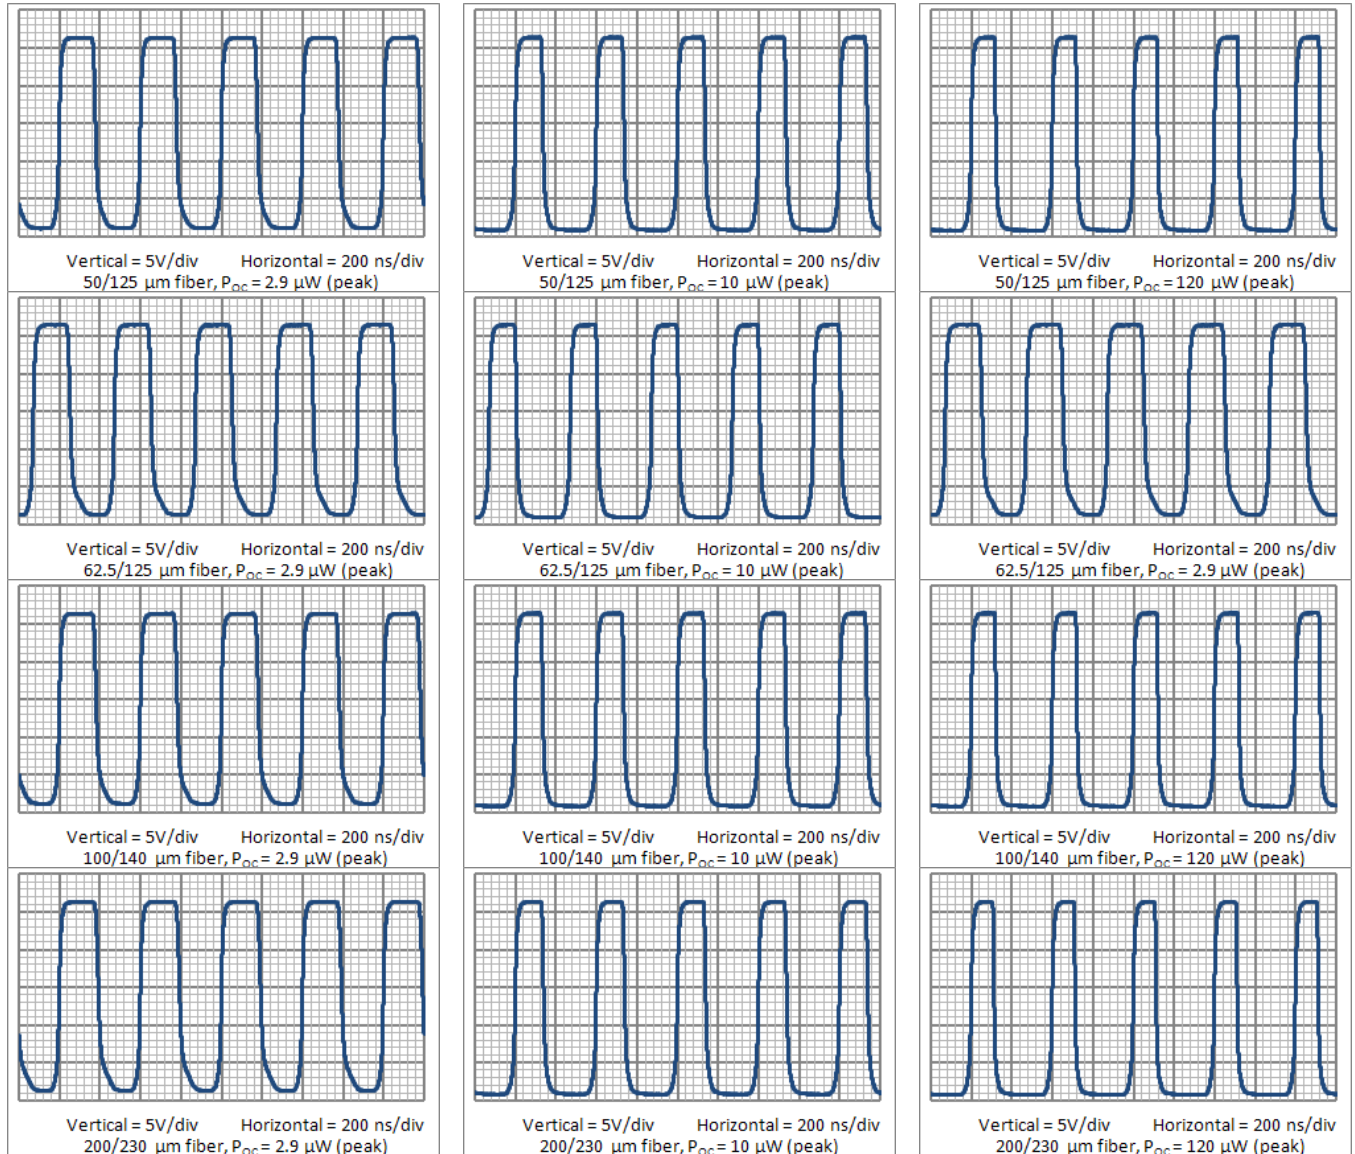 Vertical = 5V/div Horizontal = 200 ns/div
50/125 µm fiber, POC = 2.9 µW (peak)
Vertical = 5V/div Horizontal = 200 ns/div
50/125 µm fiber, POC = 10 µW (peak)
Vertical = 5V/div Horizontal = 200 ns/div
50/125 µm fiber, POC = 120 µW (peak)
Vertical = 5V/div Horizontal = 200 ns/div
62.5/125 µm fiber, POC = 2.9 µW (peak)
Vertical = 5V/div Horizontal = 200 ns/div
62.5/125 µm fiber, POC = 10 µW (peak)
Vertical = 5V/div Horizontal = 200 ns/div
62.5/125 µm fiber, POC = 2.9 µW (peak)
Vertical = 5V/div Horizontal = 200 ns/div
100/140 µm fiber, POC = 2.9 µW (peak)
Vertical = 5V/div Horizontal = 200 ns/div
100/140 µm fiber, POC = 10 µW (peak)
Vertical = 5V/div Horizontal = 200 ns/div
100/140 µm fiber, POC = 120 µW (peak)
Vertical = 5V/div Horizontal = 200 ns/div
200/230 µm fiber, POC = 2.9 µW (peak)
Vertical = 5V/div Horizontal = 200 ns/div
200/230 µm fiber, POC = 10 µW (peak)
Vertical = 5V/div Horizontal = 200 ns/div
200/230 µm fiber, POC = 120 µW (peak)